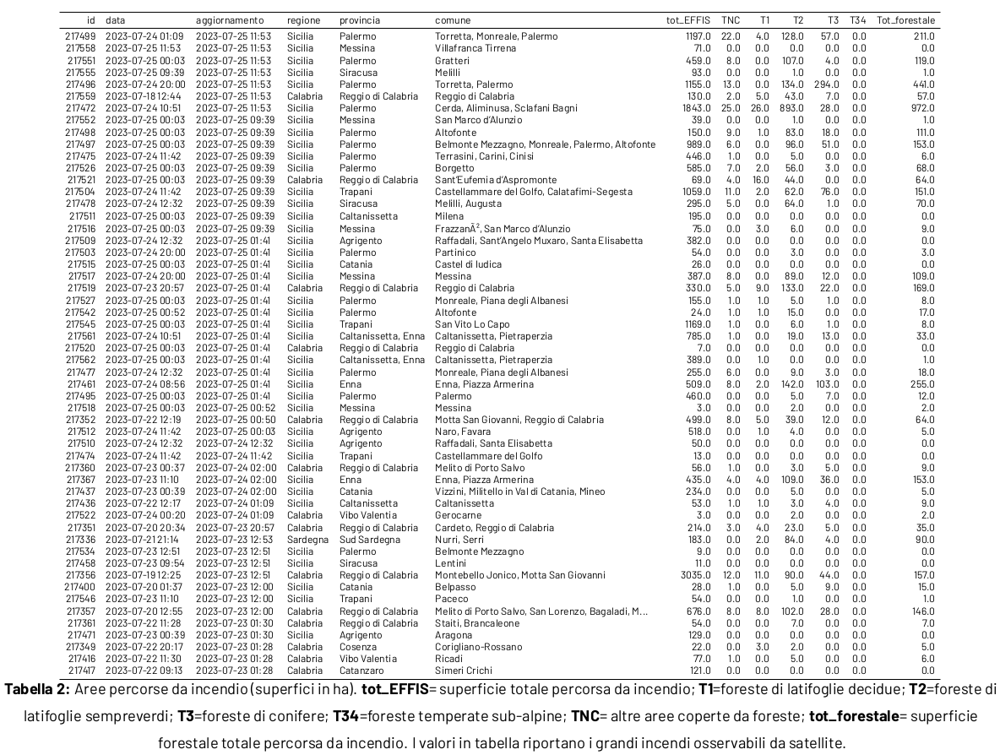 id data aggiornamento regione provincia comune tot_EFFIS TNC T1 T2 T3 T34 Tot_forestale
217499 2023-07-24 01:09 2023-07-25 11:53 Sicilia Palermo Torretta, Monreale, Palermo 1197.0 22.0 4.0 128.0 57.0 0.0 211.0
217558 2023-07-25 11:53 2023-07-25 11:53 Sicilia Messina Villafranca Tirrena 71.0 0.0 0.0 0.0 0.0 0.0 0.0
217551 2023-07-25 00:03 2023-07-25 11:53 Sicilia Palermo Gratteri 459.0 8.0 0.0 107.0 4.0 0.0 119.0
217555 2023-07-25 09:39 2023-07-25 11:53 Sicilia Siracusa Melilli 93.0 0.0 0.0 1.0 0.0 0.0 1.0
217496 2023-07-24 20:00 2023-07-25 11:53 Sicilia Palermo Torretta, Palermo 1155.0 13.0 0.0 134.0 294.0 0.0 441.0
217559 2023-07-18 12:44 2023-07-25 11:53 Calabria Reggio di Calabria Reggio di Calabria 130.0 2.0 5.0 43.0 7.0 0.0 57.0
217472 2023-07-24 10:51 2023-07-25 11:53 Sicilia Palermo Cerda, Aliminusa, Sclafani Bagni 1843.0 25.0 26.0 893.0 28.0 0.0 972.0
217552 2023-07-25 00:03 2023-07-25 09:39 Sicilia Messina San Marco d'Alunzio 39.0 0.0 0.0 1.0 0.0 0.0 1.0
217498 2023-07-25 00:03 2023-07-25 09:39 Sicilia Palermo Altofonte 150.0 9.0 1.0 83.0 18.0 0.0 111.0
217497 2023-07-25 00:03 2023-07-25 09:39 Sicilia Palermo Belmonte Mezzagno, Monreale, Palermo, Altofonte 989.0 6.0 0.0 96.0 51.0 0.0 153.0
217475 2023-07-24 11:42 2023-07-25 09:39 Sicilia Palermo Terrasini, Carini, Cinisi 446.0 1.0 0.0 5.0 0.0 0.0 6.0
217526 2023-07-25 00:03 2023-07-25 09:39 Sicilia Palermo Borgetto 585.0 7.0 2.0 56.0 3.0 0.0 68.0
217521 2023-07-25 00:03 2023-07-25 09:39 Calabria Reggio di Calabria Sant'Eufemia d'Aspromonte 69.0 4.0 16.0 44.0 0.0 0.0 64.0
217504 2023-07-24 11:42 2023-07-25 09:39 Sicilia Trapani Castellammare del Golfo, Calatafimi-Segesta 1059.0 11.0 2.0 62.0 76.0 0.0 151.0
217478 2023-07-24 12:32 2023-07-25 09:39 Sicilia Siracusa Melilli, Augusta 295.0 5.0 0.0 64.0 1.0 0.0 70.0
217511 2023-07-25 00:03 2023-07-25 09:39 Sicilia Caltanissetta Milena 195.0 0.0 0.0 0.0 0.0 0.0 0.0
217516 2023-07-25 00:03 2023-07-25 09:39 Sicilia Messina FrazzanÃ², San Marco d'Alunzio 75.0 0.0 3.0 6.0 0.0 0.0 9.0
217509 2023-07-24 12:32 2023-07-25 01:41 Sicilia Agrigento Raffadali, Sant'Angelo Muxaro, Santa Elisabetta 382.0 0.0 0.0 0.0 0.0 0.0 0.0
217503 2023-07-24 20:00 2023-07-25 01:41 Sicilia Palermo Partinico 54.0 0.0 0.0 3.0 0.0 0.0 3.0
217515 2023-07-25 00:03 2023-07-25 01:41 Sicilia Catania Castel di Iudica 26.0 0.0 0.0 0.0 0.0 0.0 0.0
217517 2023-07-24 20:00 2023-07-25 01:41 Sicilia Messina Messina 387.0 8.0 0.0 89.0 12.0 0.0 109.0
217519 2023-07-23 20:57 2023-07-25 01:41 Calabria Reggio di Calabria Reggio di Calabria 330.0 5.0 9.0 133.0 22.0 0.0 169.0
217527 2023-07-25 00:03 2023-07-25 01:41 Sicilia Palermo Monreale, Piana degli Albanesi 155.0 1.0 1.0 5.0 1.0 0.0 8.0
217542 2023-07-25 00:52 2023-07-25 01:41 Sicilia Palermo Altofonte 24.0 1.0 1.0 15.0 0.0 0.0 17.0
217545 2023-07-25 00:03 2023-07-25 01:41 Sicilia Trapani San Vito Lo Capo 1169.0 1.0 0.0 6.0 1.0 0.0 8.0
217561 2023-07-24 10:51 2023-07-25 01:41 Sicilia Caltanissetta, Enna Caltanissetta, Pietraperzia 785.0 1.0 0.0 19.0 13.0 0.0 33.0
217520 2023-07-25 00:03 2023-07-25 01:41 Calabria Reggio di Calabria Reggio di Calabria 7.0 0.0 0.0 0.0 0.0 0.0 0.0
217562 2023-07-25 00:03 2023-07-25 01:41 Sicilia Caltanissetta, Enna Caltanissetta, Pietraperzia 389.0 0.0 1.0 0.0 0.0 0.0 1.0
217477 2023-07-24 12:32 2023-07-25 01:41 Sicilia Palermo Monreale, Piana degli Albanesi 255.0 6.0 0.0 9.0 3.0 0.0 18.0
217461 2023-07-24 08:56 2023-07-25 01:41 Sicilia Enna Enna, Piazza Armerina 509.0 8.0 2.0 142.0 103.0 0.0 255.0
217495 2023-07-25 00:03 2023-07-25 01:41 Sicilia Palermo Palermo 460.0 0.0 0.0 5.0 7.0 0.0 12.0
217518 2023-07-25 00:03 2023-07-25 00:52 Sicilia Messina Messina 3.0 0.0 0.0 2.0 0.0 0.0 2.0
217352 2023-07-22 12:19 2023-07-25 00:50 Calabria Reggio di Calabria Motta San Giovanni, Reggio di Calabria 499.0 8.0 5.0 39.0 12.0 0.0 64.0
217512 2023-07-24 11:42 2023-07-25 00:03 Sicilia Agrigento Naro, Favara 518.0 0.0 1.0 4.0 0.0 0.0 5.0
217510 2023-07-24 12:32 2023-07-24 12:32 Sicilia Agrigento Raffadali, Santa Elisabetta 50.0 0.0 0.0 0.0 0.0 0.0 0.0
217474 2023-07-24 11:42 2023-07-24 11:42 Sicilia Trapani Castellammare del Golfo 13.0 0.0 0.0 0.0 0.0 0.0 0.0
217360 2023-07-23 00:37 2023-07-24 02:00 Calabria Reggio di Calabria Melito di Porto Salvo 56.0 1.0 0.0 3.0 5.0 0.0 9.0
217367 2023-07-23 11:10 2023-07-24 02:00 Sicilia Enna Enna, Piazza Armerina 435.0 4.0 4.0 109.0 36.0 0.0 153.0
217437 2023-07-23 00:39 2023-07-24 02:00 Sicilia Catania Vizzini, Militello in Val di Catania, Mineo 234.0 0.0 0.0 5.0 0.0 0.0 5.0
217436 2023-07-22 12:17 2023-07-24 01:09 Sicilia Caltanissetta Caltanissetta 53.0 1.0 1.0 3.0 4.0 0.0 9.0
217522 2023-07-24 00:20 2023-07-24 01:09 Calabria Vibo Valentia Gerocarne 3.0 0.0 0.0 2.0 0.0 0.0 2.0
217351 2023-07-20 20:34 2023-07-23 20:57 Calabria Reggio di Calabria Cardeto, Reggio di Calabria 214.0 3.0 4.0 23.0 5.0 0.0 35.0
217336 2023-07-21 21:14 2023-07-23 12:53 Sardegna Sud Sardegna Nurri, Serri 183.0 0.0 2.0 84.0 4.0 0.0 90.0
217534 2023-07-23 12:51 2023-07-23 12:51 Sicilia Palermo Belmonte Mezzagno 9.0 0.0 0.0 0.0 0.0 0.0 0.0
217458 2023-07-23 09:54 2023-07-23 12:51 Sicilia Siracusa Lentini 11.0 0.0 0.0 0.0 0.0 0.0 0.0
217356 2023-07-19 12:25 2023-07-23 12:51 Calabria Reggio di Calabria Montebello Jonico, Motta San Giovanni 3035.0 12.0 11.0 90.0 44.0 0.0 157.0
217400 2023-07-20 01:37 2023-07-23 12:00 Sicilia Catania Belpasso 28.0 1.0 0.0 5.0 9.0 0.0 15.0
217546 2023-07-23 11:10 2023-07-23 12:00 Sicilia Trapani Paceco 54.0 0.0 0.0 1.0 0.0 0.0 1.0
217357 2023-07-20 12:55 2023-07-23 12:00 Calabria Reggio di Calabria Melito di Porto Salvo, San Lorenzo, Bagaladi, M... 676.0 8.0 8.0 102.0 28.0 0.0 146.0
217361 2023-07-22 11:28 2023-07-23 01:30 Calabria Reggio di Calabria Staiti, Brancaleone 54.0 0.0 0.0 7.0 0.0 0.0 7.0
217471 2023-07-23 00:39 2023-07-23 01:30 Sicilia Agrigento Aragona 129.0 0.0 0.0 0.0 0.0 0.0 0.0
217349 2023-07-22 20:17 2023-07-23 01:28 Calabria Cosenza Corigliano-Rossano 22.0 0.0 3.0 2.0 0.0 0.0 5.0
217416 2023-07-22 11:30 2023-07-23 01:28 Calabria Vibo Valentia Ricadi 77.0 1.0 0.0 5.0 0.0 0.0 6.0
217417 2023-07-22 09:13 2023-07-23 01:28 Calabria Catanzaro Simeri Crichi 121.0 0.0 0.0 0.0 0.0 0.0 0.0
Tabella 2: Aree percorse da incendio (superfici in ha). tot_EFFIS= superficie totale percorsa da incendio; T1=foreste di latifoglie decidue; T2=foreste di
latifoglie sempreverdi; T3=foreste di conifere; T34=foreste temperate sub-alpine; TNC= altre aree coperte da foreste; tot_forestale= superficie
forestale totale percorsa da incendio. I valori in tabella riportano i grandi incendi osservabili da satellite.